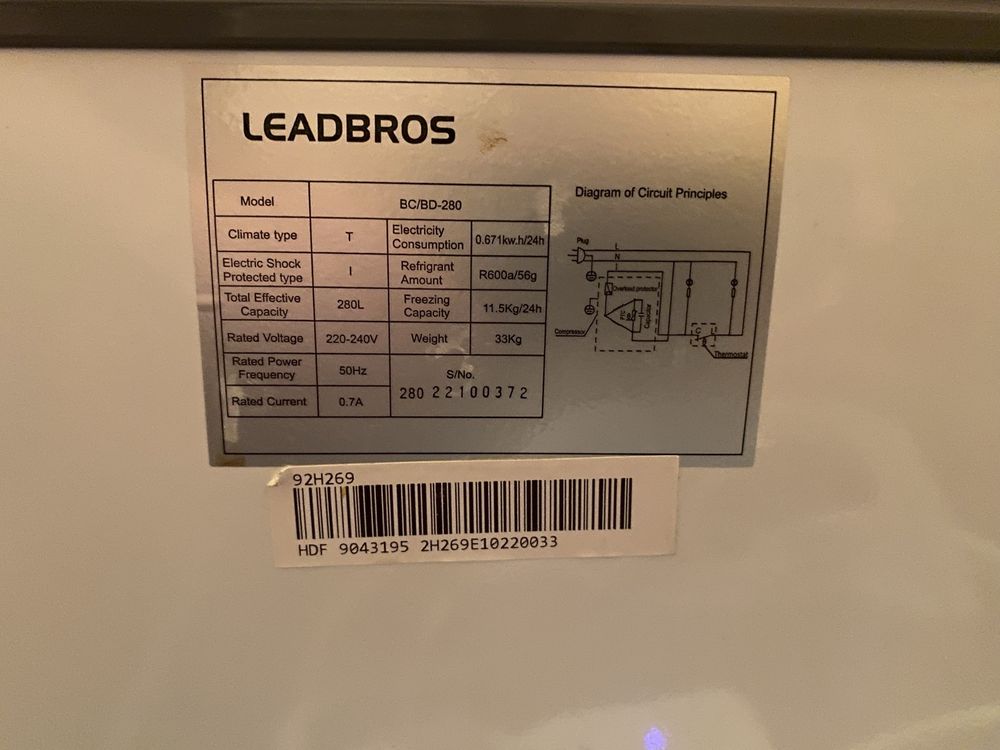 LEADBROS
Model BC/BD-280
Climate type T Electricity Consumption 0.671kw.h/24h
Electric Shock Protected type I Refrigrant Amount R600a/56g
Total Effective Capacity 280L Freezing Capacity 11.5Kg/24h
Rated Voltage 220-240V Weight 33Kg
Rated Power Frequency 50Hz S/No.
280 22100372
Rated Current 0.7A
Diagram of Circuit Principles
Plug
L
N
Overload protector
PTC
Capacitor
Compressor
C
Thermostat
92H269
HDF 9043195 2H269E10220033